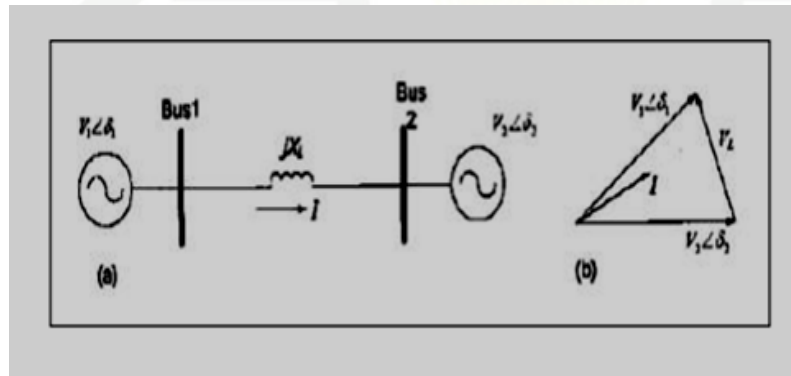 V₁∠δ₁
Bus1
jXL
I
Bus
2
V₂∠δ₂
(a)
V₁∠δ₁
VL
I
V₂∠δ₂
(b)